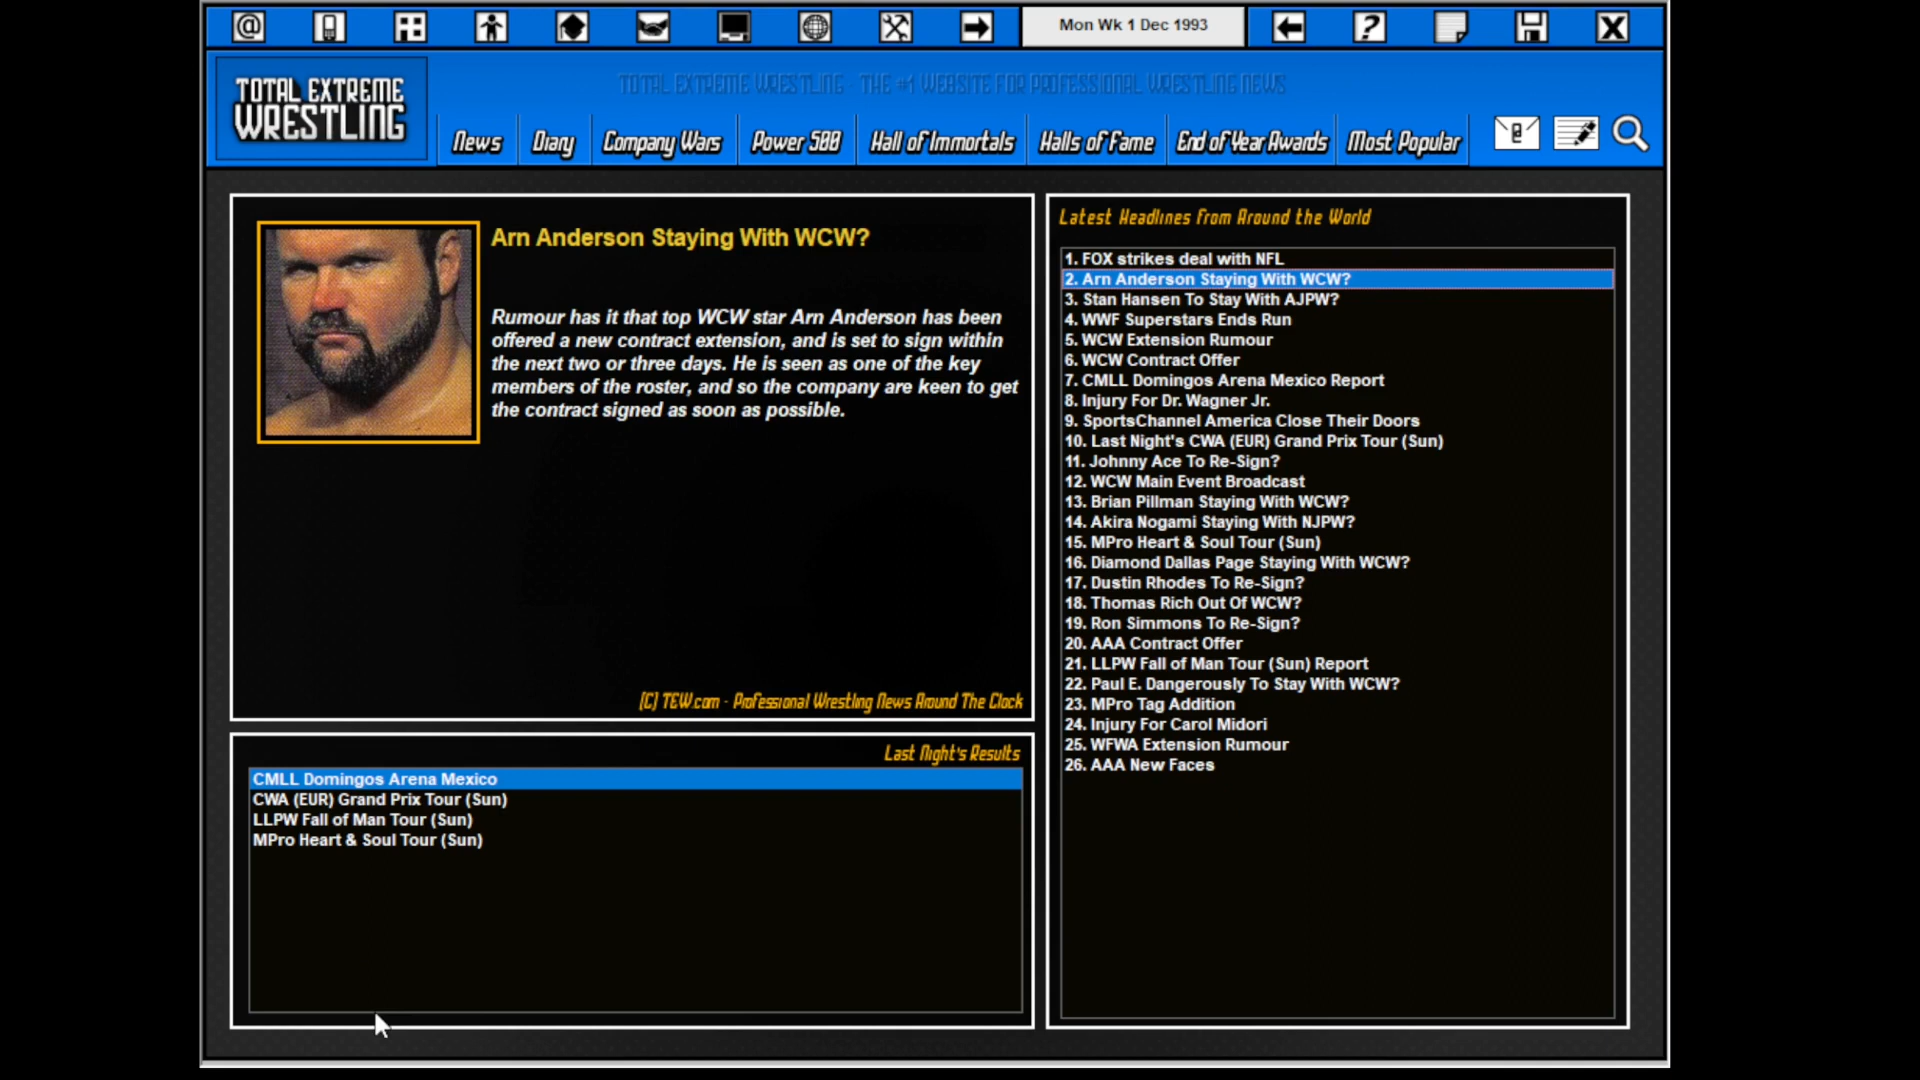 Mon Wk 1 Dec 1993
TOTAL EXTREME WRESTLING
TOTAL EXTREME WRESTLING - THE #1 WEBSITE FOR PROFESSIONAL WRESTLING NEWS
News
Diary
Company Wars
Power 500
Hall of Immortals
Halls of Fame
End of Year Awards
Most Popular
Arn Anderson Staying With WCW?
Rumour has it that top WCW star Arn Anderson has been
offered a new contract extension, and is set to sign within
the next two or three days. He is seen as one of the key
members of the roster, and so the company are keen to get
the contract signed as soon as possible.
(C) TEW.com - Professional Wrestling News Around The Clock
Last Night's Results
CMLL Domingos Arena Mexico
CWA (EUR) Grand Prix Tour (Sun)
LLPW Fall of Man Tour (Sun)
MPro Heart & Soul Tour (Sun)
Latest Headlines From Around the World
1. FOX strikes deal with NFL
2. Arn Anderson Staying With WCW?
3. Stan Hansen To Stay With AJPW?
4. WWF Superstars Ends Run
5. WCW Extension Rumour
6. WCW Contract Offer
7. CMLL Domingos Arena Mexico Report
8. Injury For Dr. Wagner Jr.
9. SportsChannel America Close Their Doors
10. Last Night's CWA (EUR) Grand Prix Tour (Sun)
11. Johnny Ace To Re-Sign?
12. WCW Main Event Broadcast
13. Brian Pillman Staying With WCW?
14. Akira Nogami Staying With NJPW?
15. MPro Heart & Soul Tour (Sun)
16. Diamond Dallas Page Staying With WCW?
17. Dustin Rhodes To Re-Sign?
18. Thomas Rich Out Of WCW?
19. Ron Simmons To Re-Sign?
20. AAA Contract Offer
21. LLPW Fall of Man Tour (Sun) Report
22. Paul E. Dangerously To Stay With WCW?
23. MPro Tag Addition
24. Injury For Carol Midori
25. WFWA Extension Rumour
26. AAA New Faces